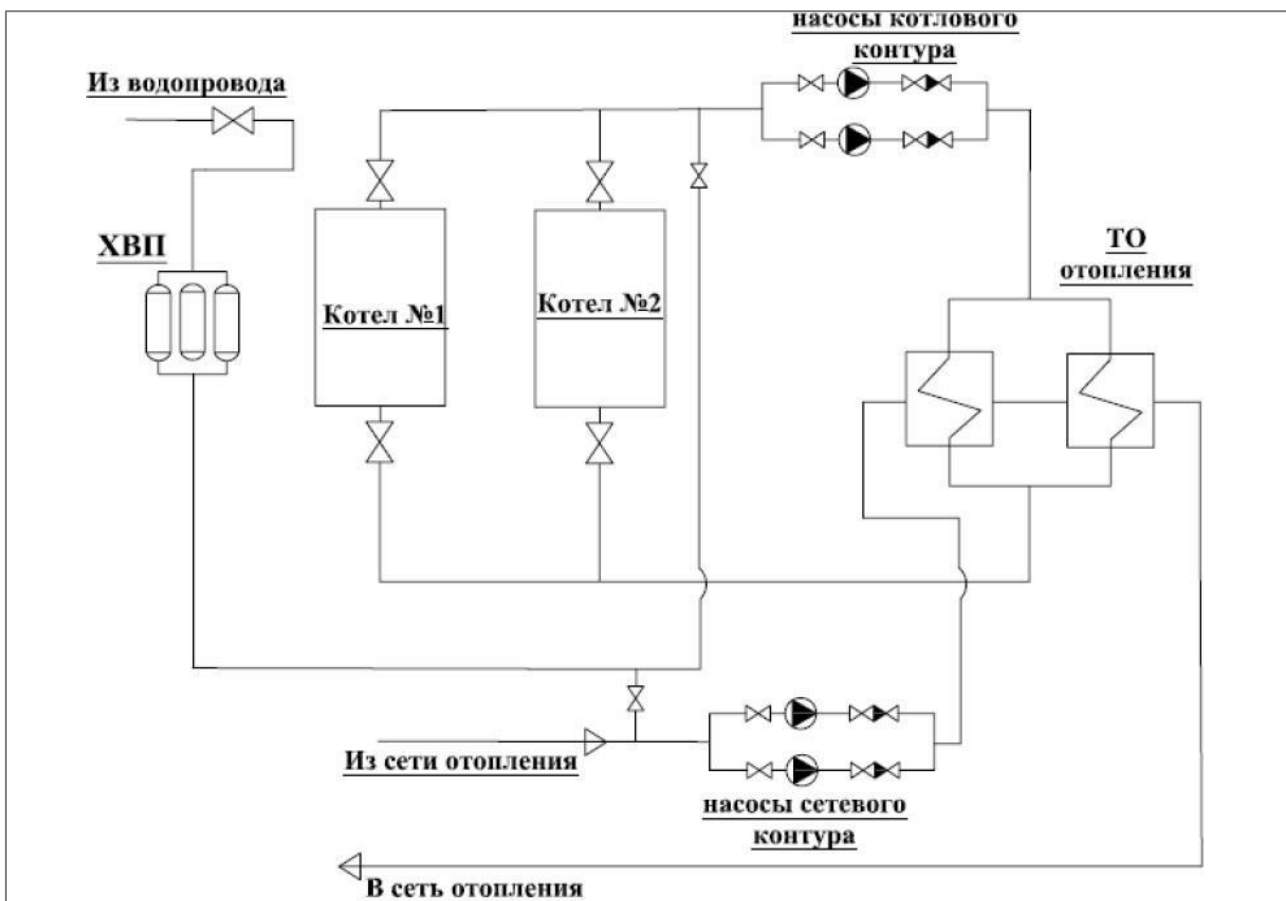 насосы котлового
контура
Из водопровода
ХВП
Котел №1
Котел №2
ТО
отопления
Из сети отопления
насосы сетевого
контура
В сеть отопления